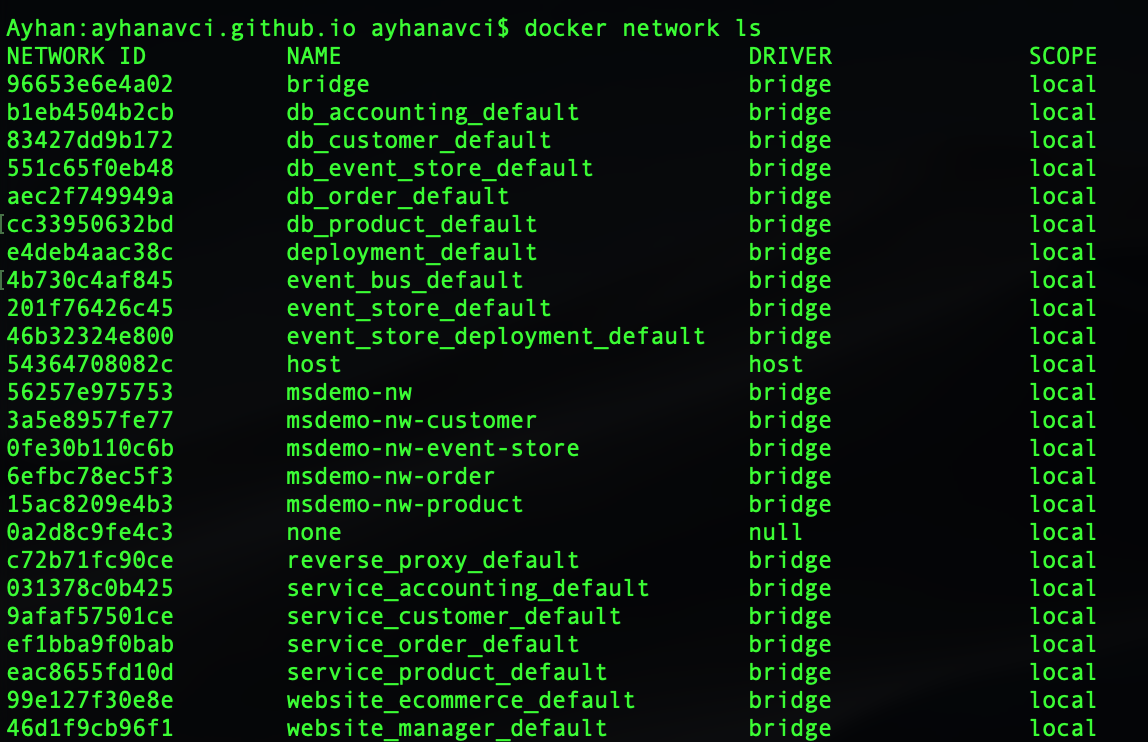 Ayhan:ayhanavci.github.io ayhanavci$ docker network ls
NETWORK ID NAME DRIVER SCOPE
96653e6e4a02 bridge bridge local
b1eb4504b2cb db_accounting_default bridge local
83427dd9b172 db_customer_default bridge local
551c65f0eb48 db_event_store_default bridge local
aec2f749949a db_order_default bridge local
cc33950632bd db_product_default bridge local
e4deb4aac38c deployment_default bridge local
4b730c4af845 event_bus_default bridge local
201f76426c45 event_store_default bridge local
46b32324e800 event_store_deployment_default bridge local
54364708082c host host local
56257e975753 msdemo-nw bridge local
3a5e8957fe77 msdemo-nw-customer bridge local
0fe30b110c6b msdemo-nw-event-store bridge local
6efbc78ec5f3 msdemo-nw-order bridge local
15ac8209e4b3 msdemo-nw-product bridge local
0a2d8c9fe4c3 none null local
c72b71fc90ce reverse_proxy_default bridge local
031378c0b425 service_accounting_default bridge local
9afaf57501ce service_customer_default bridge local
ef1bba9f0bab service_order_default bridge local
eac8655fd10d service_product_default bridge local
99e127f30e8e website_ecommerce_default bridge local
46d1f9cb96f1 website_manager_default bridge local